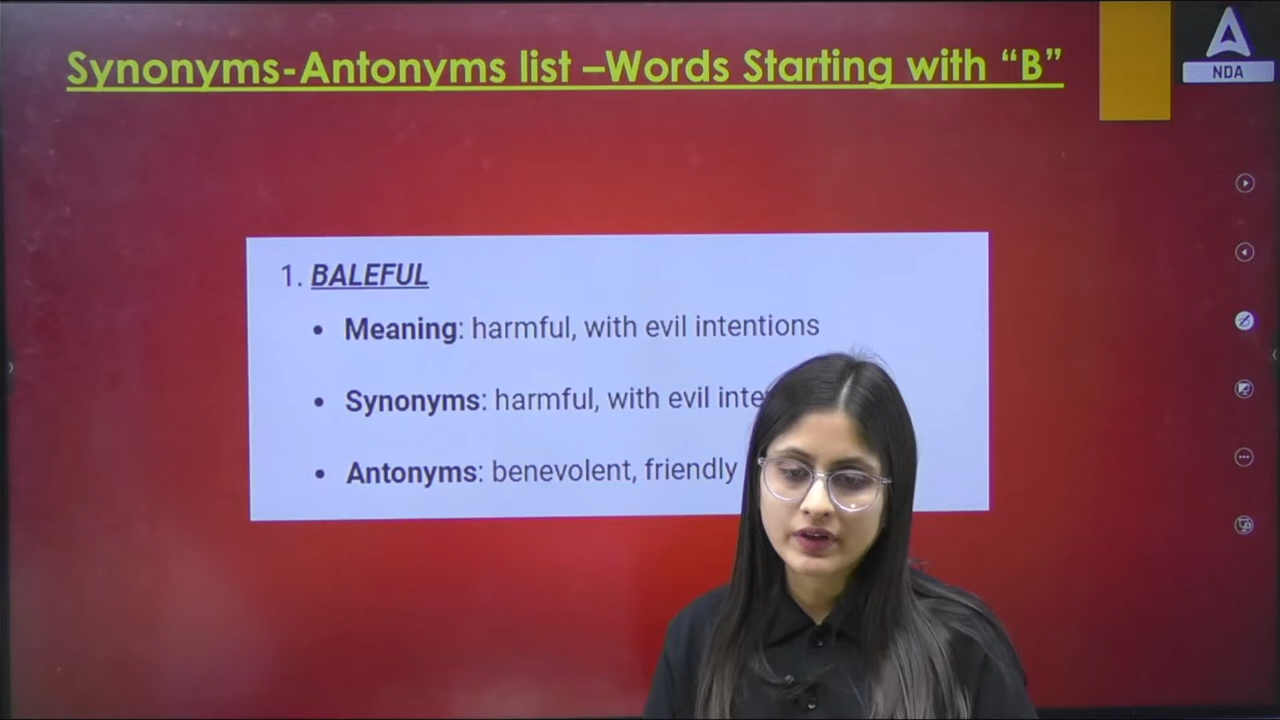 Synonyms-Antonyms list –Words Starting with “B”
NDA
1. BALEFUL
• Meaning: harmful, with evil intentions
• Synonyms: harmful, with evil
• Antonyms: benevolent, friendly